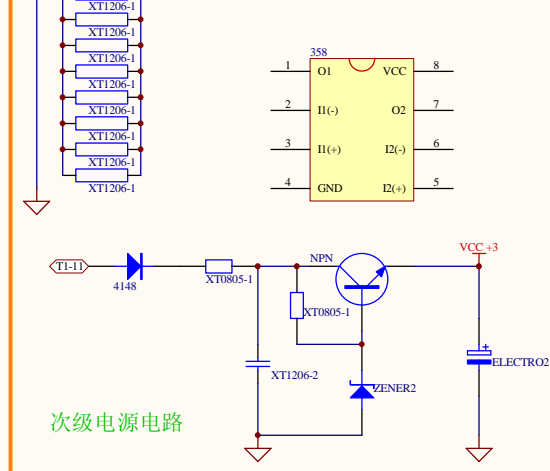 XT1206-1
XT1206-1
XT1206-1
XT1206-1
XT1206-1
XT1206-1
XT1206-1
XT1206-1
358
1 O1 VCC 8
2 I1(-) O2 7
3 I1(+) I2(-) 6
4 GND I2(+) 5
NPN
VCC +3
T1-11
4148
XT0805-1
XT0805-1
+
ELECTRO2
XT1206-2
ZENER2
次级电源电路